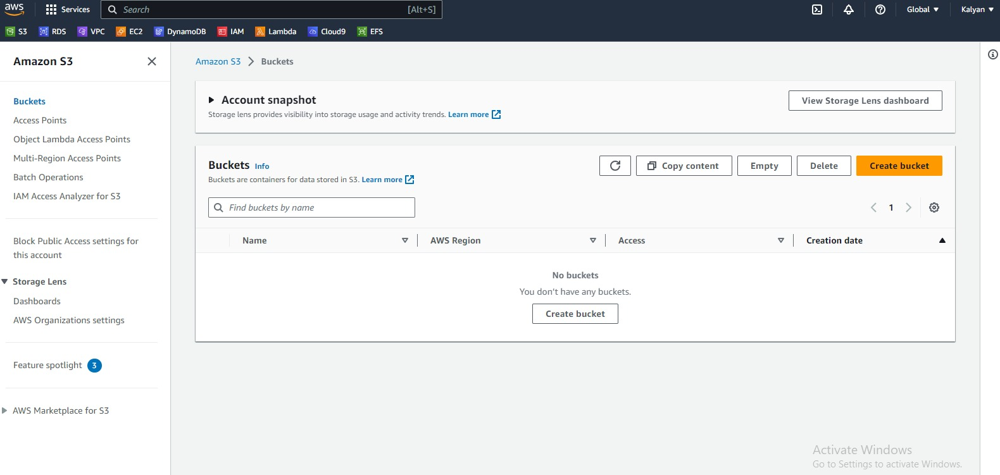 aws Services Search [Alt+S] Global Kalyan
S3 RDS VPC EC2 DynamoDB IAM Lambda Cloud9 EFS
Amazon S3
Buckets
Access Points
Object Lambda Access Points
Multi-Region Access Points
Batch Operations
IAM Access Analyzer for S3
Block Public Access settings for
this account
Storage Lens
Dashboards
AWS Organizations settings
Feature spotlight 3
AWS Marketplace for S3
Amazon S3 > Buckets
Account snapshot
View Storage Lens dashboard
Storage lens provides visibility into storage usage and activity trends. Learn more
Buckets Info
Copy content Empty Delete Create bucket
Buckets are containers for data stored in S3. Learn more
Find buckets by name
1
Name AWS Region Access Creation date
No buckets
You don't have any buckets.
Create bucket
Activate Windows
Go to Settings to activate Windows.